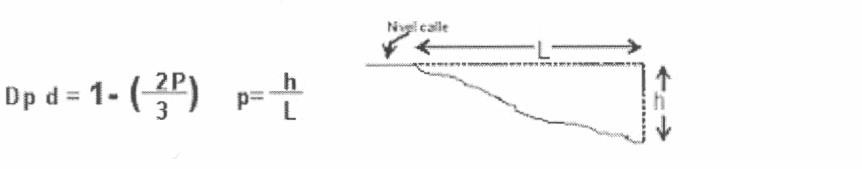 Nivel calle
L
Dp d = 1- ( 2P / 3 )  p= h / L
h